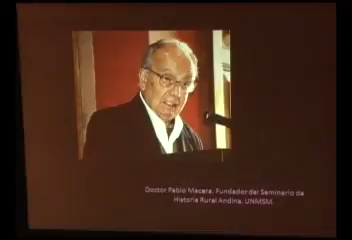 Doctor Pablo Macera. Fundador del Seminario de
Historia Rural Andina. UNMSM